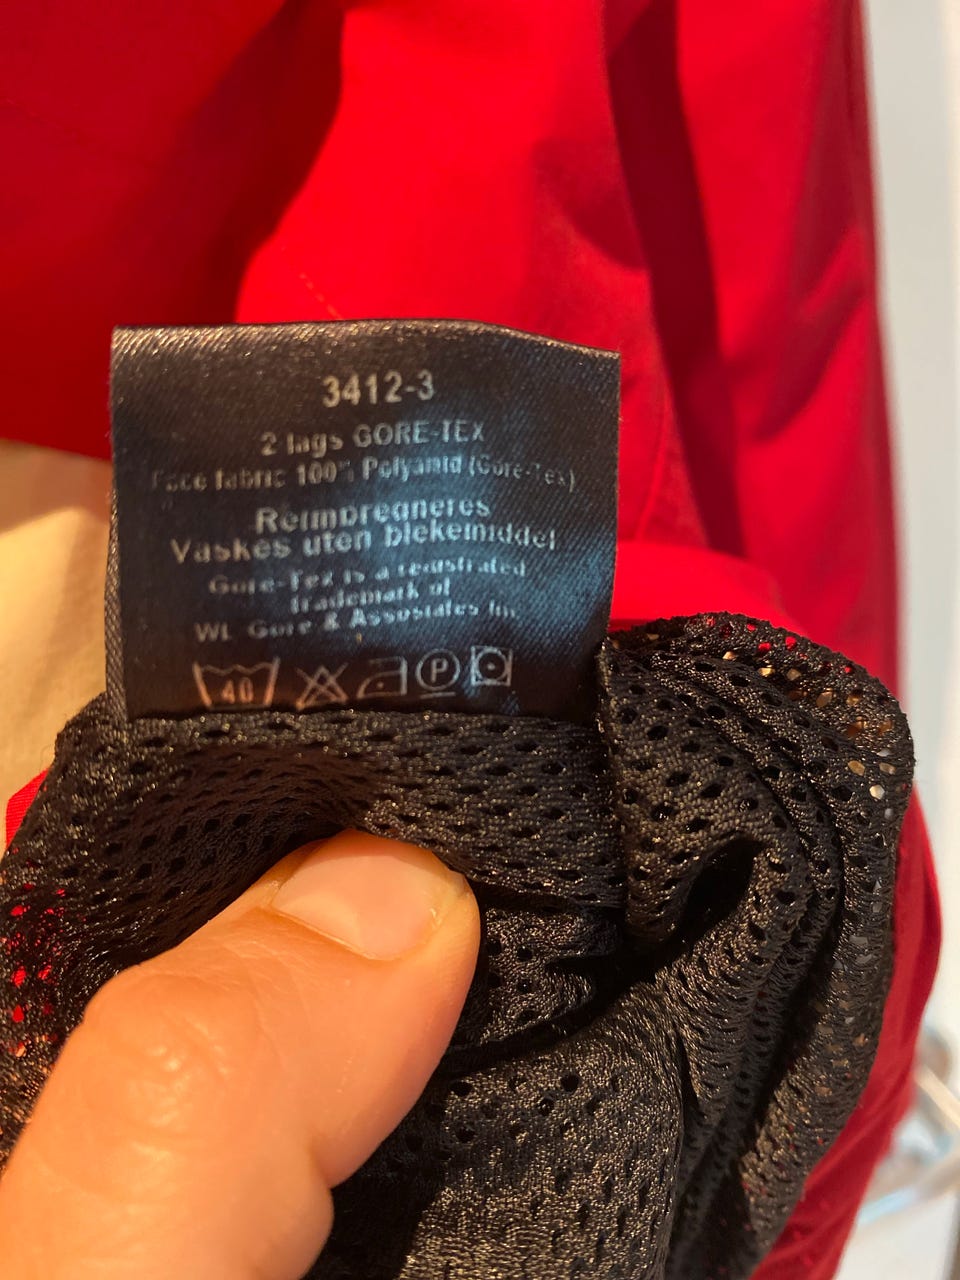 3412-3
2 lags GORE-TEX
Face fabric 100% Polyamid (Gore-Tex)
Reimpregneres
Vaskes uten blekemiddel
Gore-Tex is a registrated
trademark of
WL Gore & Assosiates Inc
40
P